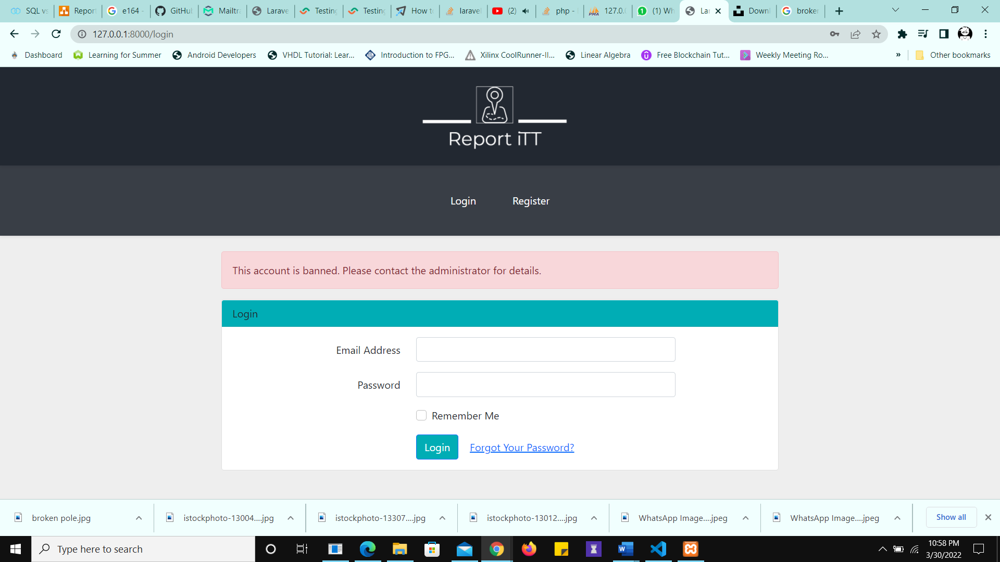 SQL vs
Report
e164 -
GitHub
Mailtra
Larave
Testing
Testing
How to
laravel
(2)
php -
127.0.0
(1) Wh
Lar
Downl
broker
127.0.0.1:8000/login
Dashboard
Learning for Summer
Android Developers
VHDL Tutorial: Lear...
Introduction to FPG...
Xilinx CoolRunner-II...
Linear Algebra
Free Blockchain Tut...
Weekly Meeting Ro...
»
Other bookmarks
Report iTT
Login
Register
This account is banned. Please contact the administrator for details.
Login
Email Address
Password
Remember Me
Login
Forgot Your Password?
broken pole.jpg
istockphoto-13004....jpg
istockphoto-13307....jpg
istockphoto-13012....jpg
WhatsApp Image....jpeg
WhatsApp Image....jpeg
Show all
Type here to search
10:58 PM
3/30/2022